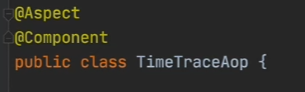 @Aspect
@Component
public class TimeTraceAop {